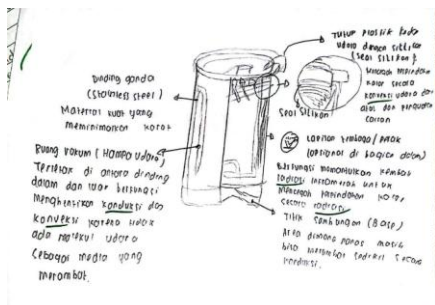 Dinding ganda
(Stainless steel)
Material kuat yang
meminimalkan korot
Ruang vakum (Hampa udara)
Terletak di antara dinding
dalam dan luar berfungsi
Menghentikan konduksi dan
konveksi karena tidak
ada molekul udara
Sebagai media yang
merambat.
Tutup plastik kedap
udara dengan silikon
(seal silikon).
Mencegah
kalor secara
konveksi udara dari
atas dan penguapan
cairan
Seal silikon
Lapisan tembaga/perak
(optional di bagian dalam)
Berfungsi memantulkan kembali
radiasi inframerah untuk
mencegah perpindahan kalor
secara radiasi
Titik sambungan (Base)
Area dimana panas masih
bisa merambat sedikit secara
konduksi.